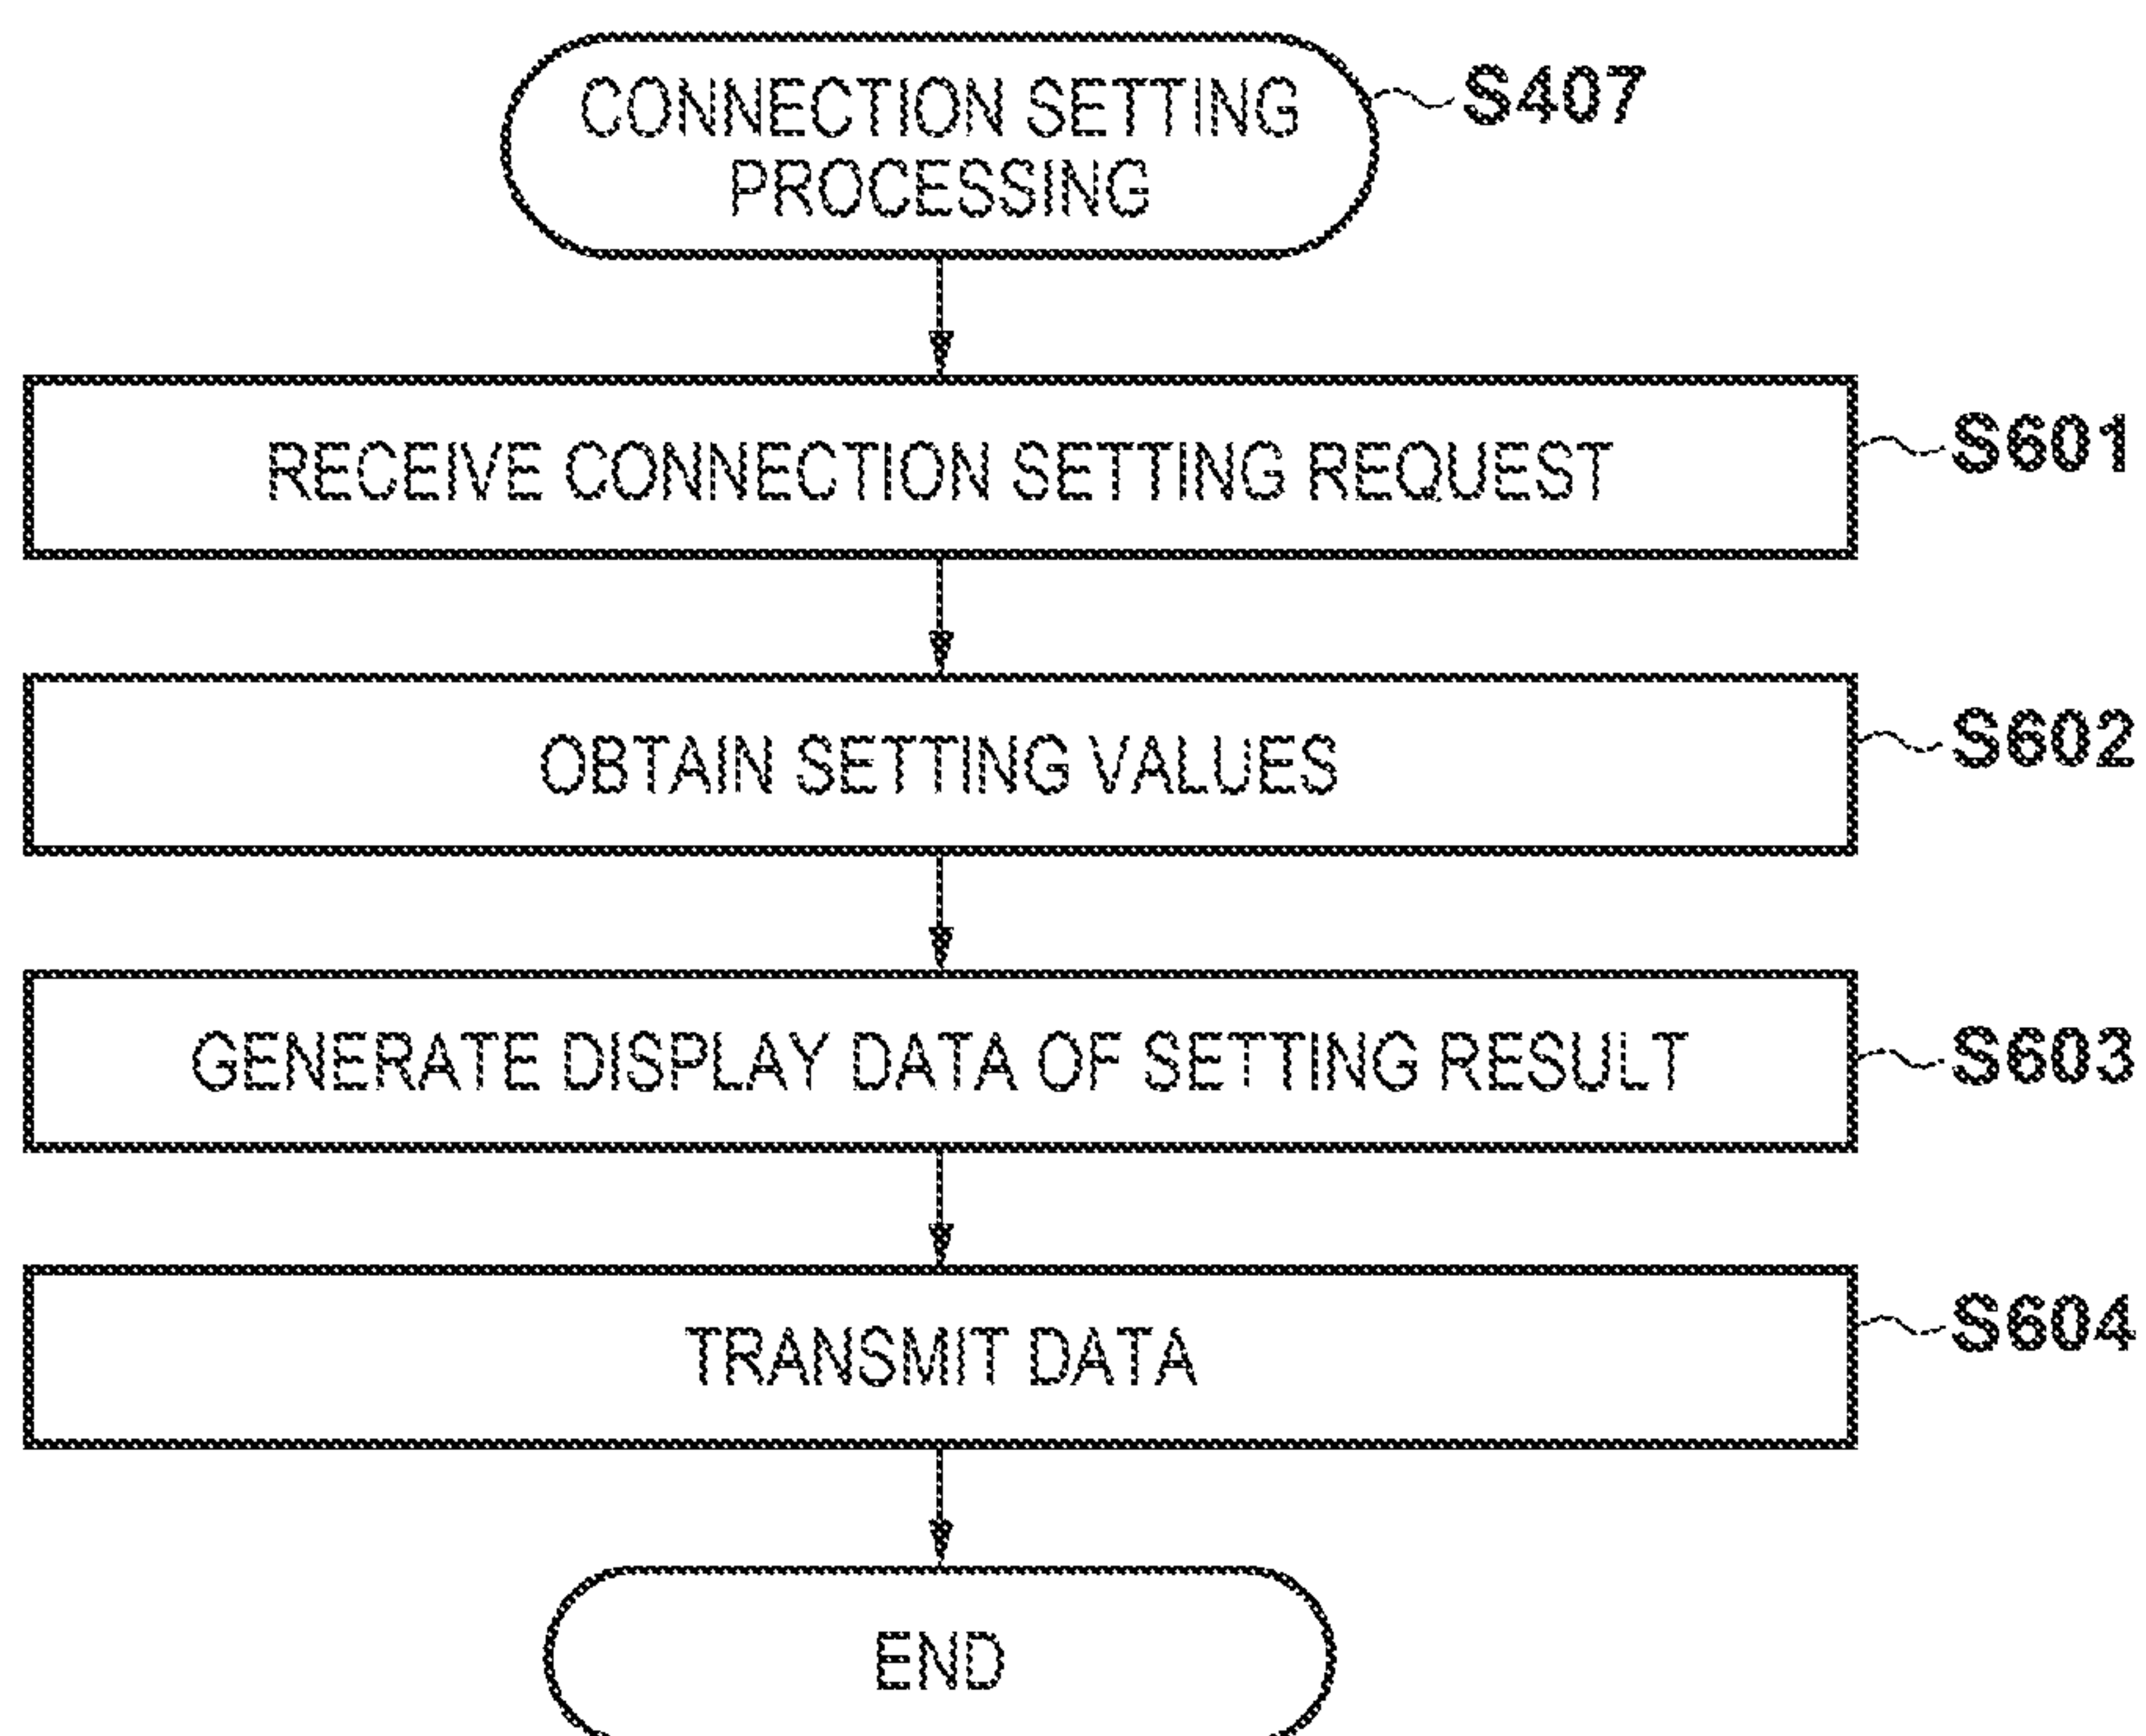 CONNECTION SETTING
PROCESSING
S407
RECEIVE CONNECTION SETTING REQUEST
S601
OBTAIN SETTING VALUES
S602
GENERATE DISPLAY DATA OF SETTING RESULT
S603
TRANSMIT DATA
S604
END